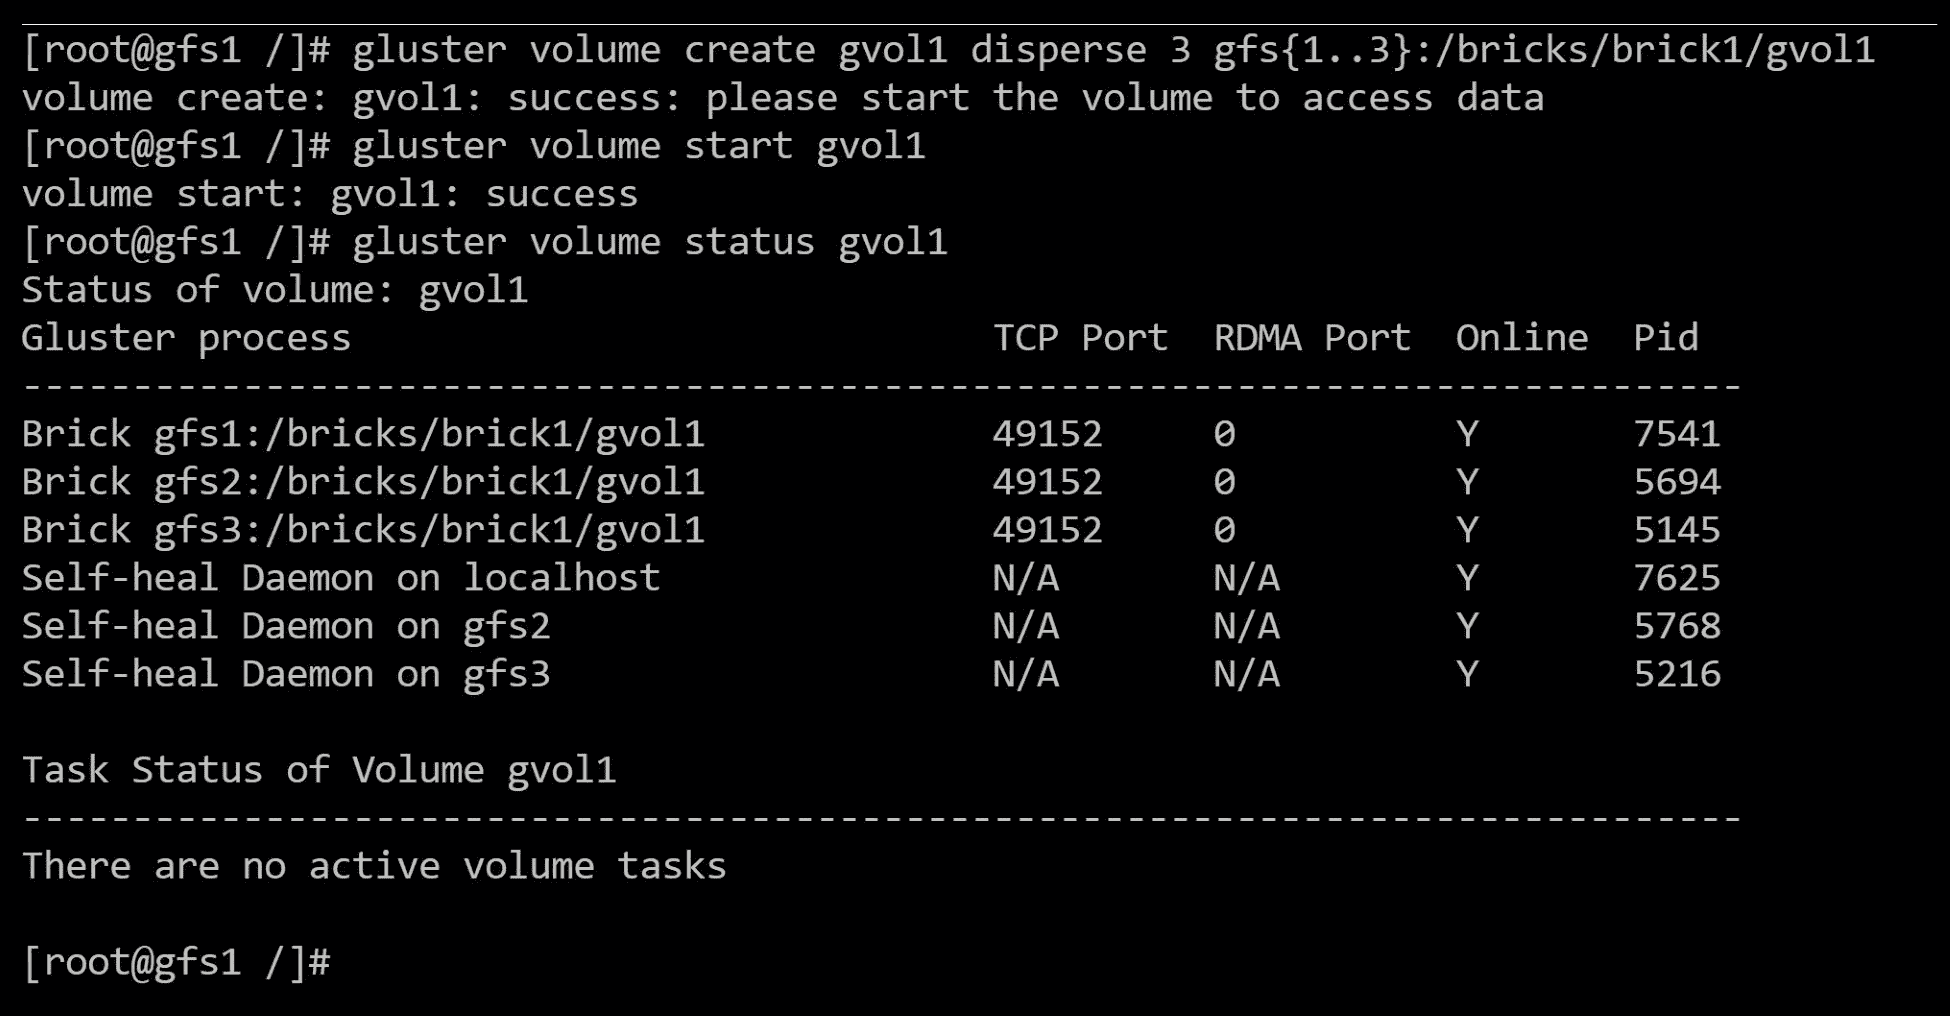 [root@gfs1 /]# gluster volume create gvol1 disperse 3 gfs{1..3}:/bricks/brick1/gvol1
volume create: gvol1: success: please start the volume to access data
[root@gfs1 /]# gluster volume start gvol1
volume start: gvol1: success
[root@gfs1 /]# gluster volume status gvol1
Status of volume: gvol1
Gluster process                             TCP Port  RDMA Port  Online  Pid
------------------------------------------------------------------------------
Brick gfs1:/bricks/brick1/gvol1             49152     0          Y       7541
Brick gfs2:/bricks/brick1/gvol1             49152     0          Y       5694
Brick gfs3:/bricks/brick1/gvol1             49152     0          Y       5145
Self-heal Daemon on localhost               N/A       N/A        Y       7625
Self-heal Daemon on gfs2                    N/A       N/A        Y       5768
Self-heal Daemon on gfs3                    N/A       N/A        Y       5216
Task Status of Volume gvol1
------------------------------------------------------------------------------
There are no active volume tasks
[root@gfs1 /]#